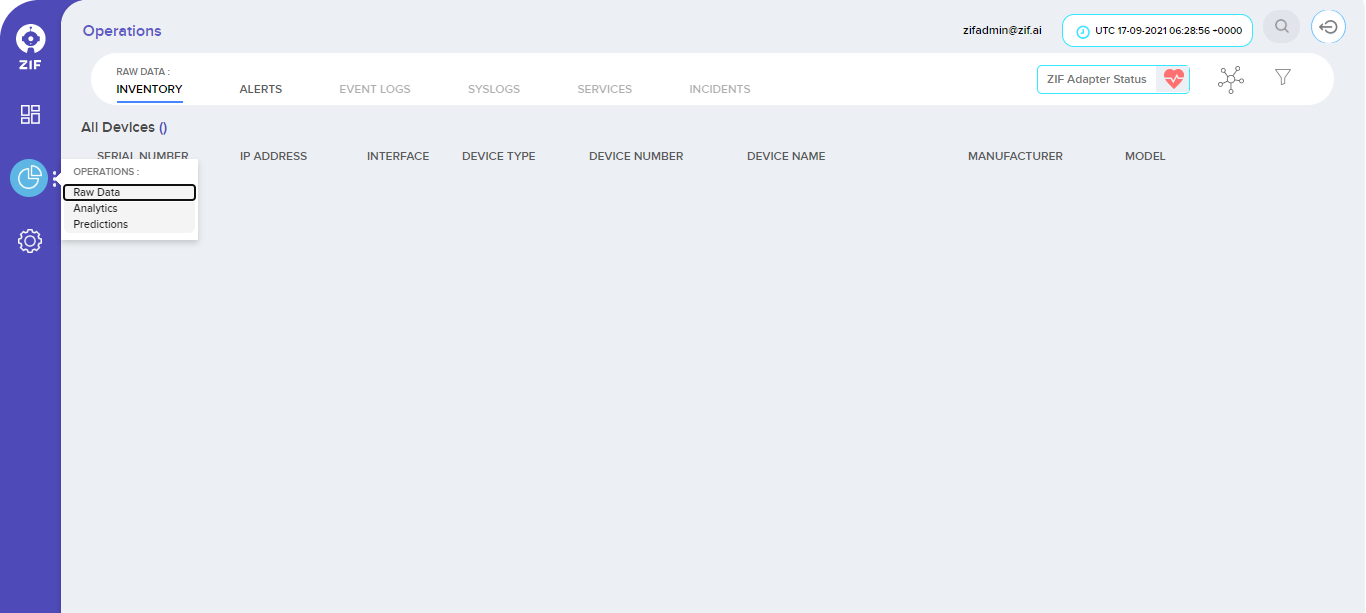 Operations
zifadmin@zif.ai
UTC 17-09-2021 06:28:56 +0000
ZIF
RAW DATA :
INVENTORY ALERTS EVENT LOGS SYSLOGS SERVICES INCIDENTS
ZIF Adapter Status
All Devices ()
SERIAL NUMBER IP ADDRESS INTERFACE DEVICE TYPE DEVICE NUMBER DEVICE NAME MANUFACTURER MODEL
OPERATIONS :
Raw Data
Analytics
Predictions